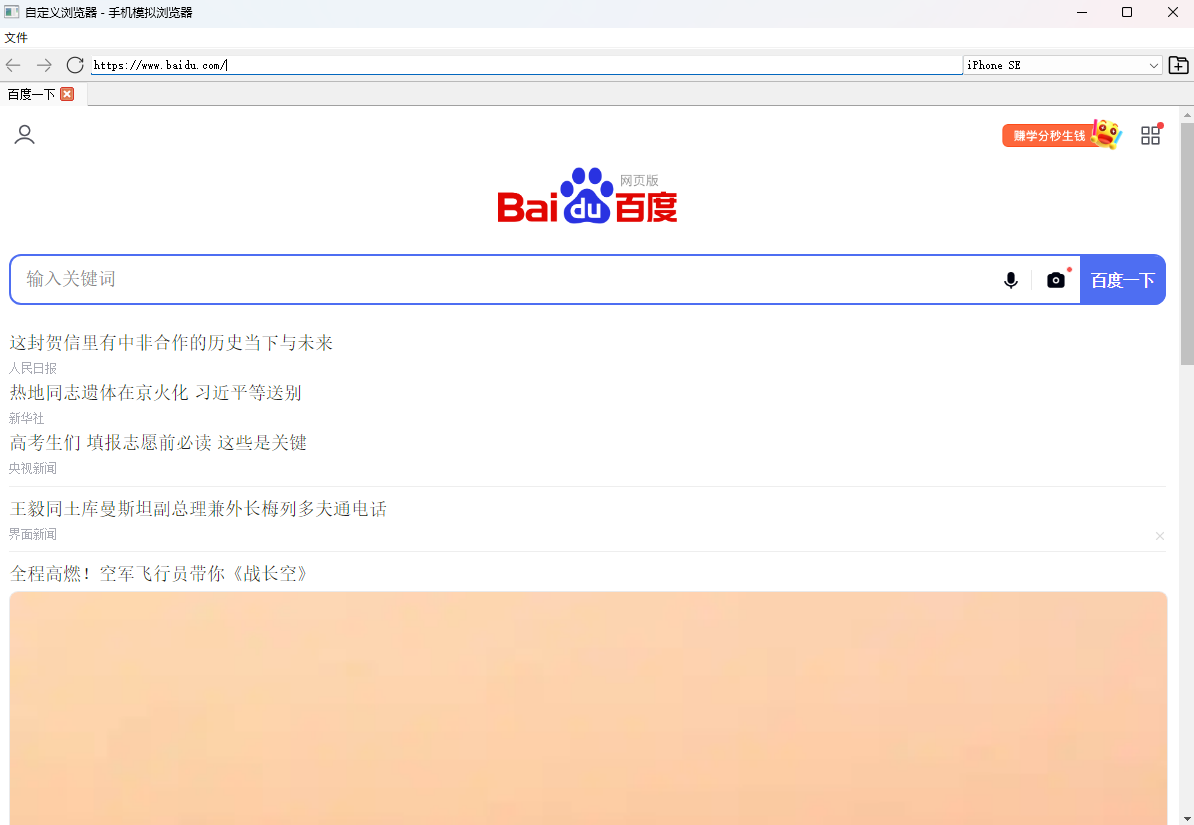 自定义浏览器 - 手机模拟浏览器
文件
https://www.baidu.com/
iPhone SE
百度一下
赚学分秒生钱
网页版
Bai du 百度
输入关键词
百度一下
这封贺信里有中非合作的历史当下与未来
人民日报
热地同志遗体在京火化 习近平等送别
新华社
高考生们 填报志愿前必读 这些是关键
央视新闻
王毅同土库曼斯坦副总理兼外长梅列多夫通电话
界面新闻
全程高燃！空军飞行员带你《战长空》